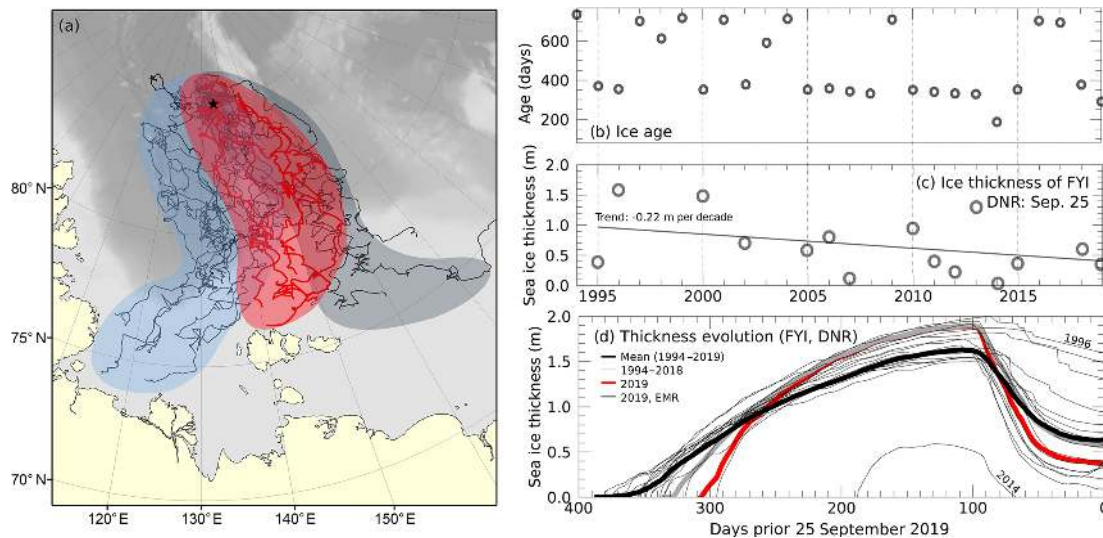 (a)
80° N
75° N
70° N
120°E
130°E
140°E
150°E
Age (days)
600
400
200
(b) Ice age
Sea ice thickness (m)
2.0
1.5
1.0
0.5
0.0
(c) Ice thickness of FYI
DNR: Sep. 25
Trend: -0.22 m per decade
1995
2000
2005
2010
2015
Sea ice thickness (m)
2.0
1.5
1.0
0.5
0.0
(d) Thickness evolution (FYI, DNR)
Mean (1994–2019)
1994–2018
2019
2019, EMR
1996
2014
400
300
200
100
0
Days prior 25 September 2019